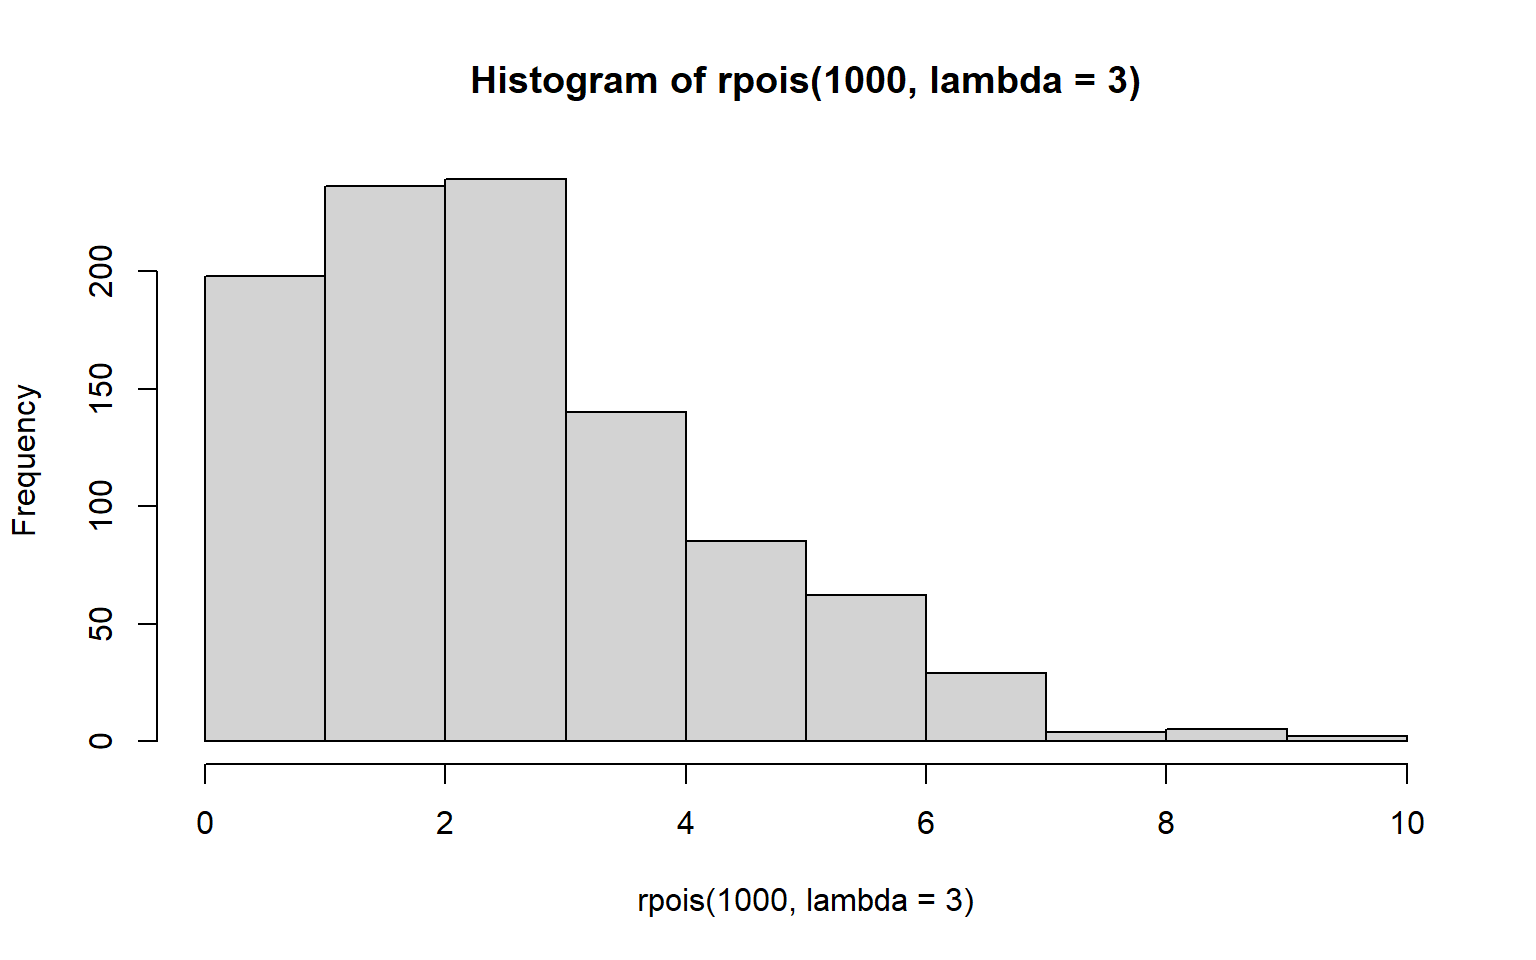 Histogram of rpois(1000, lambda = 3)
Frequency
200
150
100
50
0
0 2 4 6 8 10
rpois(1000, lambda = 3)